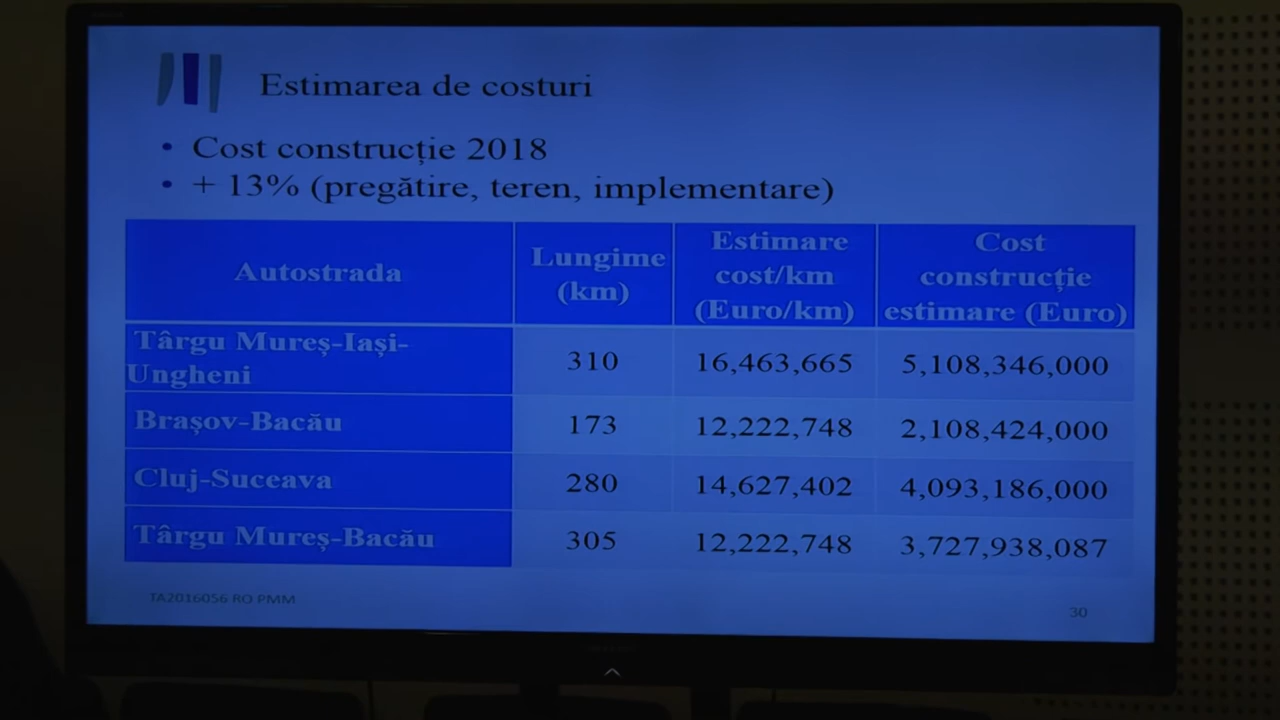 Estimarea de costuri
• Cost construcție 2018
• + 13% (pregătire, teren, implementare)
Autostrada
Lungime
(km)
Estimare
cost/km
(Euro/km)
Cost
construcție
estimare (Euro)
Târgu Mureș-Iași-
Ungheni
310
16,463,665
5,108,346,000
Brașov-Bacău
173
12,222,748
2,108,424,000
Cluj-Suceava
280
14,627,402
4,093,186,000
Târgu Mureș-Bacău
305
12,222,748
3,727,938,087
TA2016056 RO PMM
30